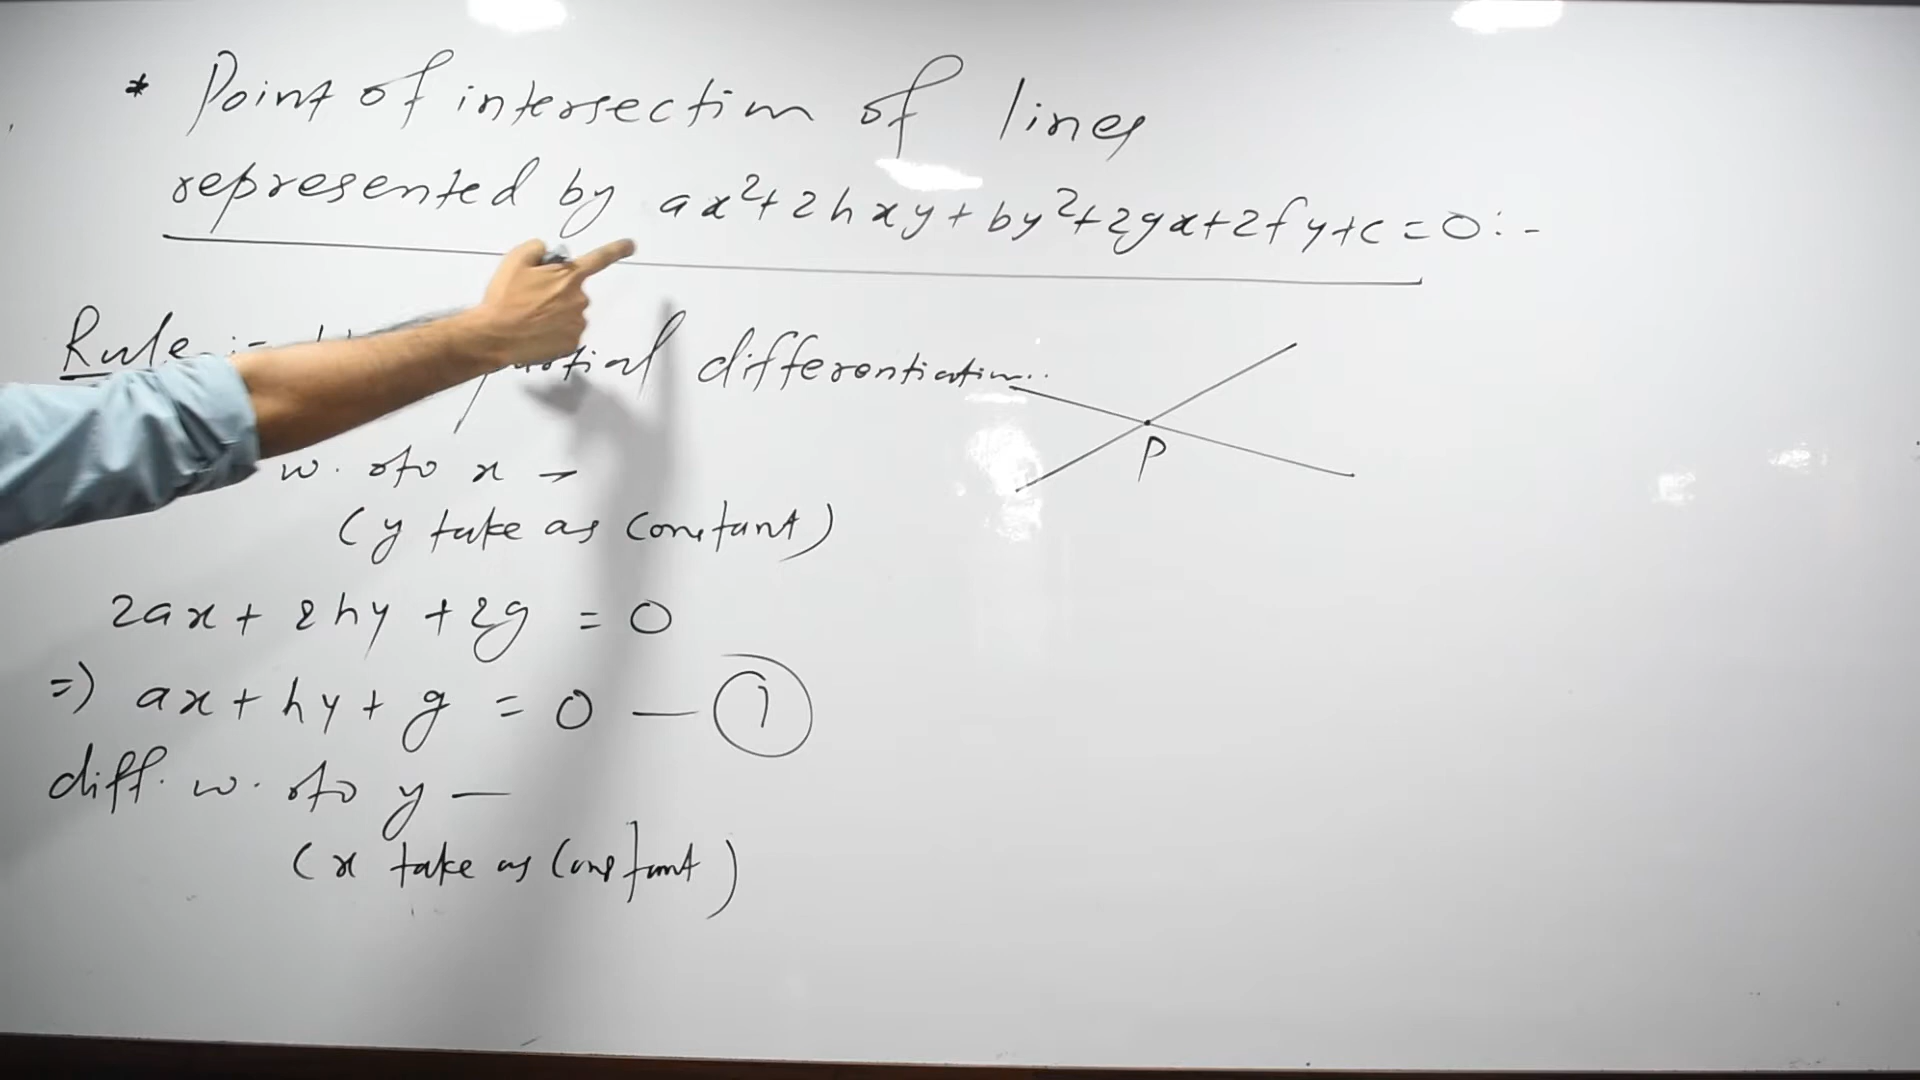 * Point of intersection of lines
represented by ax²+2hxy+by²+2gx+2fy+c=0:-
Rule:- partial differentiation..
w. r to x →
(y take as constant)
2ax+2hy+2g=0
=) ax+hy+g=0 — 1
diff. w. r to y —
(x take as constant)
P